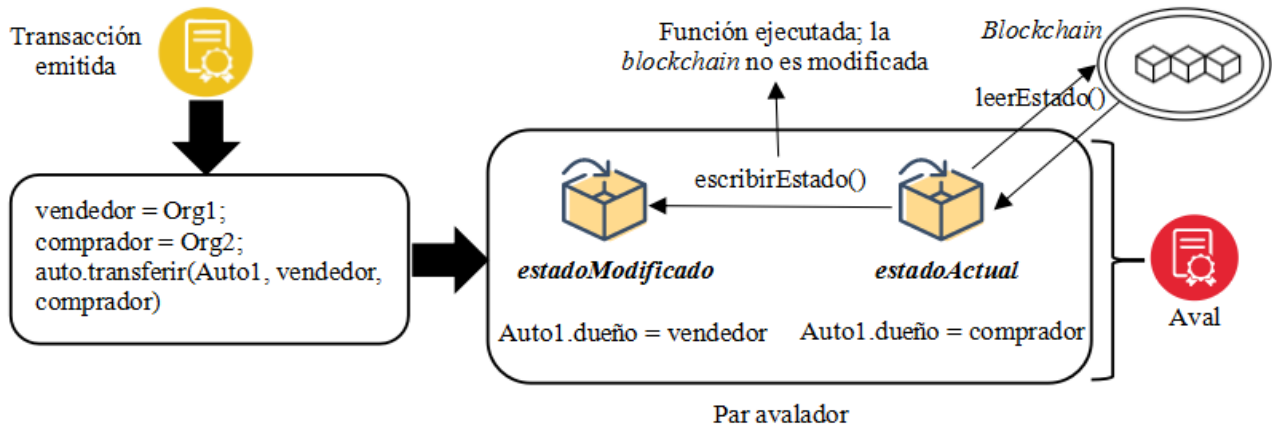 Transacción
emitida
Función ejecutada; la
blockchain no es modificada
Blockchain
leerEstado()
vendedor = Org1;
comprador = Org2;
auto.transferir(Auto1, vendedor,
comprador)
escribirEstado()
estadoModificado
estadoActual
Auto1.dueño = vendedor
Auto1.dueño = comprador
Aval
Par avalador